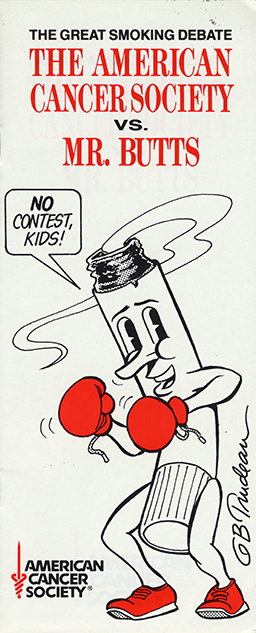 THE GREAT SMOKING DEBATE
THE AMERICAN
CANCER SOCIETY
VS.
MR. BUTTS
NO
CONTEST,
KIDS!
GB Trudeau
AMERICAN
CANCER
SOCIETY®